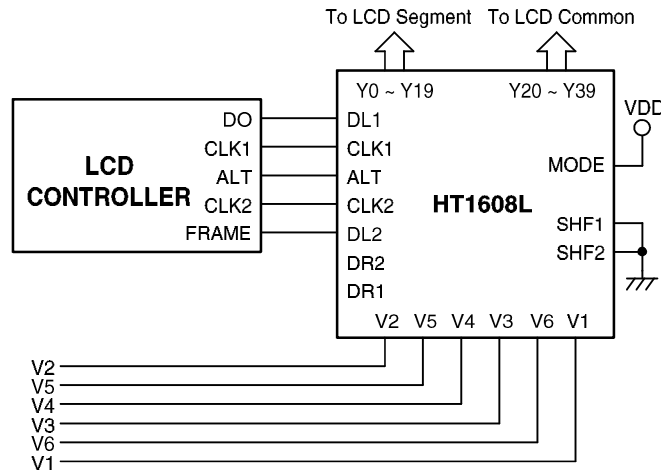 To LCD Segment To LCD Common
Y0 ~ Y19 Y20 ~ Y39
VDD
DO DL1
CLK1 CLK1
LCD
CONTROLLER
ALT ALT
MODE
CLK2 CLK2
HT1608L
FRAME DL2
SHF1
SHF2
DR2
DR1
V2 V5 V4 V3 V6 V1
V2
V5
V4
V3
V6
V1